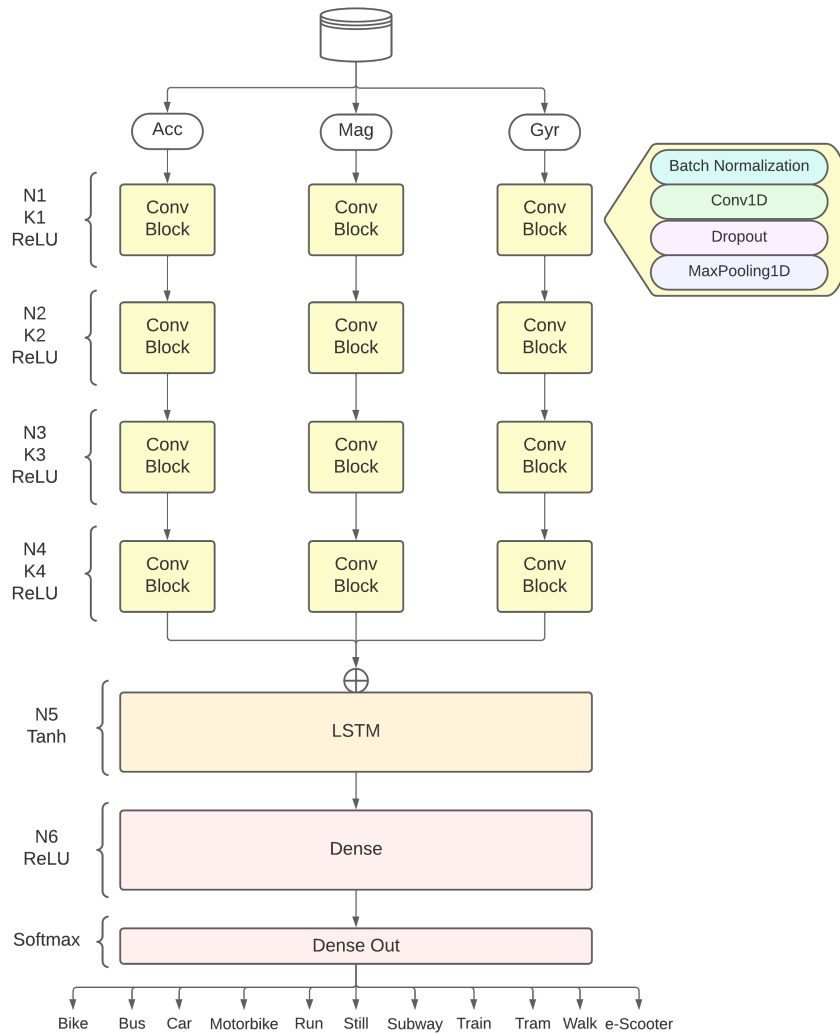 Acc
Mag
Gyr
Batch Normalization
Conv1D
Dropout
MaxPooling1D
N1
K1
ReLU
Conv
Block
Conv
Block
Conv
Block
N2
K2
ReLU
Conv
Block
Conv
Block
Conv
Block
N3
K3
ReLU
Conv
Block
Conv
Block
Conv
Block
N4
K4
ReLU
Conv
Block
Conv
Block
Conv
Block
N5
Tanh
LSTM
N6
ReLU
Dense
Softmax
Dense Out
Bike
Bus
Car
Motorbike
Run
Still
Subway
Train
Tram
Walk
e-Scooter